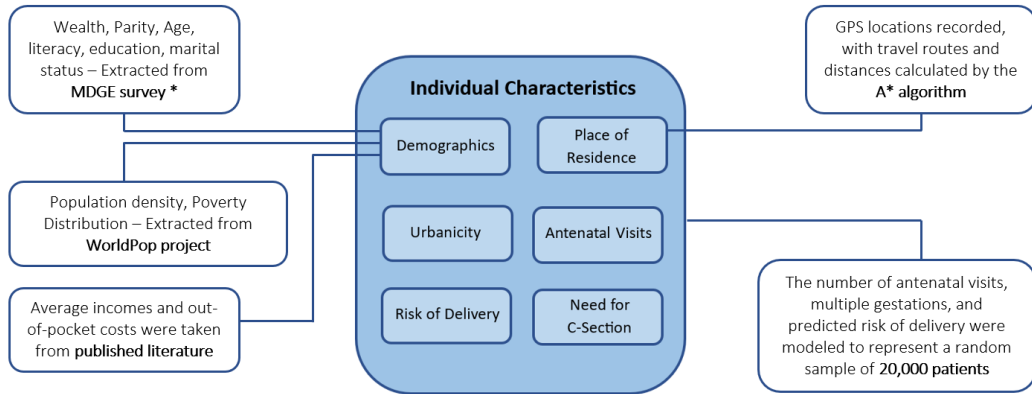 Wealth, Parity, Age,
literacy, education, marital
status – Extracted from
MDGE survey *
Population density, Poverty
Distribution – Extracted from
WorldPop project
Average incomes and out-
of-pocket costs were taken
from published literature
Individual Characteristics
Demographics
Place of
Residence
Urbanicity
Antenatal Visits
Risk of Delivery
Need for
C-Section
GPS locations recorded,
with travel routes and
distances calculated by the
A* algorithm
The number of antenatal visits,
multiple gestations, and
predicted risk of delivery were
modeled to represent a random
sample of 20,000 patients